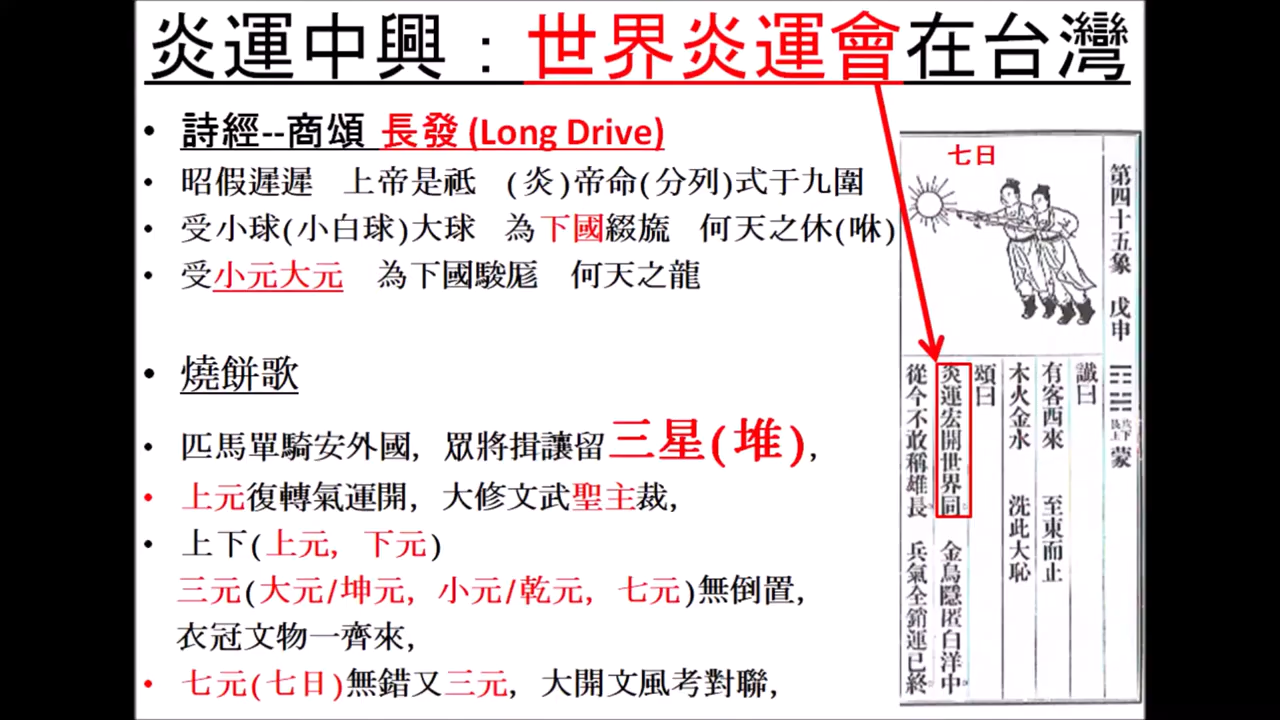 炎運中興：世界炎運會在台灣
• 詩經--商頌 長發 (Long Drive)
• 昭假遲遲 上帝是祗 (炎)帝命(分列)式于九圍
• 受小球(小白球)大球 為下國綴旒 何天之休(咻)
• 受小元大元 為下國駿厖 何天之龍
• 燒餅歌
• 匹馬單騎安外國，眾將揖讓留三星(堆)，
• 上元復轉氣運開，大修文武聖主裁，
• 上下(上元，下元)
三元(大元/坤元，小元/乾元，七元)無倒置，
衣冠文物一齊來，
• 七元(七日)無錯又三元，大開文風考對聯，
七日
第四十五象 戊申
坎下艮上 蒙
讖曰
有客西來 至東而止
木火金水 洗此大恥
頌曰
炎運宏開世界同 金烏隱匿白洋中
從今不敢稱雄長 兵氣全銷運已終